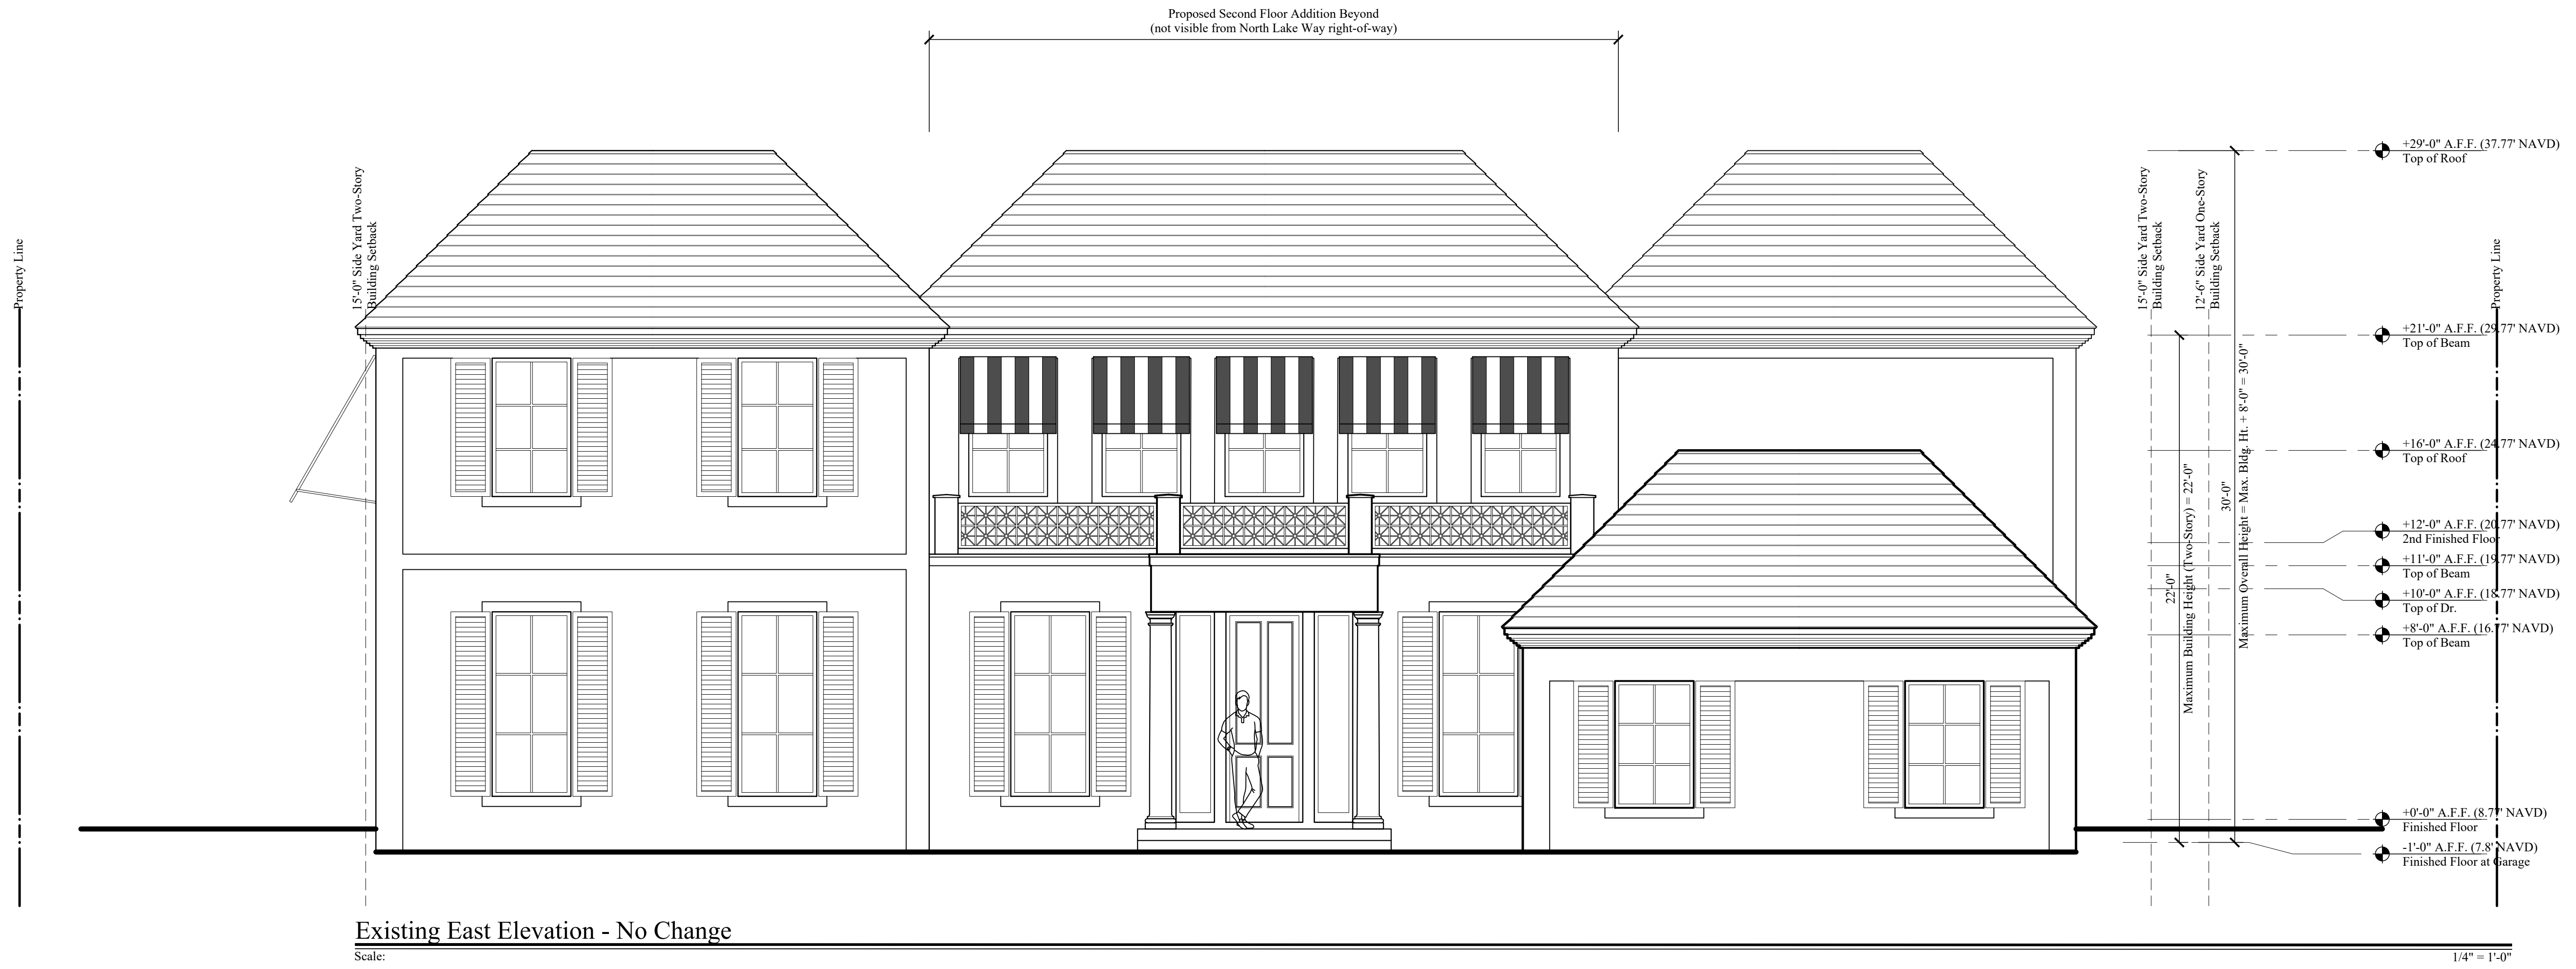 Proposed Second Floor Addition Beyond
(not visible from North Lake Way right-of-way)
Property Line
15'-0" Side Yard Two-Story
Building Setback
15'-0" Side Yard Two-Story
Building Setback
12'-6" Side Yard One-Story
Building Setback
22'-0"
Maximum Building Height (Two-Story) = 22'-0"
30'-0"
Maximum Overall Height = Max. Bldg. Ht. + 8'-0" = 30'-0"
Property Line
+29'-0" A.F.F. (37.77' NAVD)
Top of Roof
+21'-0" A.F.F. (29.77' NAVD)
Top of Beam
+16'-0" A.F.F. (24.77' NAVD)
Top of Roof
+12'-0" A.F.F. (20.77' NAVD)
2nd Finished Floor
+11'-0" A.F.F. (19.77' NAVD)
Top of Beam
+10'-0" A.F.F. (18.77' NAVD)
Top of Dr.
+8'-0" A.F.F. (16.77' NAVD)
Top of Beam
+0'-0" A.F.F. (8.77' NAVD)
Finished Floor
-1'-0" A.F.F. (7.8' NAVD)
Finished Floor at Garage
Existing East Elevation - No Change
Scale:
1/4" = 1'-0"